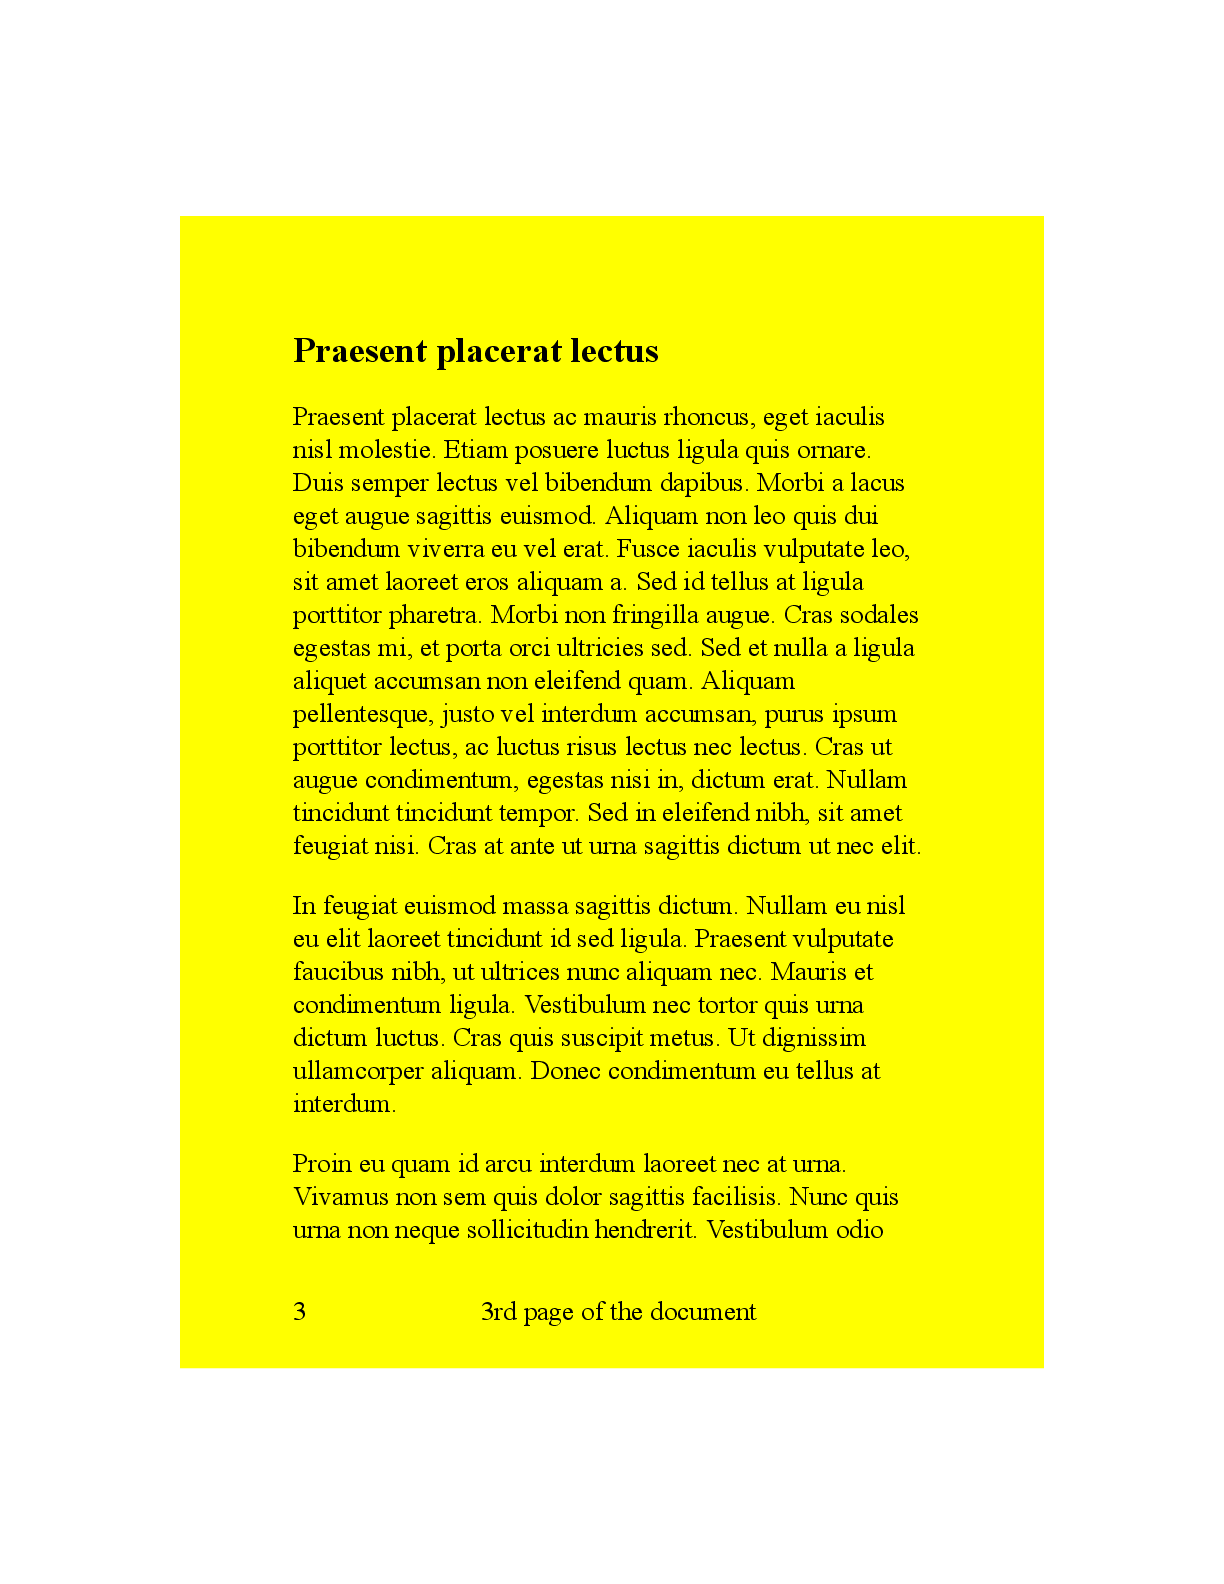 Praesent placerat lectus
Praesent placerat lectus ac mauris rhoncus, eget iaculis
nisl molestie. Etiam posuere luctus ligula quis ornare.
Duis semper lectus vel bibendum dapibus. Morbi a lacus
eget augue sagittis euismod. Aliquam non leo quis dui
bibendum viverra eu vel erat. Fusce iaculis vulputate leo,
sit amet laoreet eros aliquam a. Sed id tellus at ligula
porttitor pharetra. Morbi non fringilla augue. Cras sodales
egestas mi, et porta orci ultricies sed. Sed et nulla a ligula
aliquet accumsan non eleifend quam. Aliquam
pellentesque, justo vel interdum accumsan, purus ipsum
porttitor lectus, ac luctus risus lectus nec lectus. Cras ut
augue condimentum, egestas nisi in, dictum erat. Nullam
tincidunt tincidunt tempor. Sed in eleifend nibh, sit amet
feugiat nisi. Cras at ante ut urna sagittis dictum ut nec elit.
In feugiat euismod massa sagittis dictum. Nullam eu nisl
eu elit laoreet tincidunt id sed ligula. Praesent vulputate
faucibus nibh, ut ultrices nunc aliquam nec. Mauris et
condimentum ligula. Vestibulum nec tortor quis urna
dictum luctus. Cras quis suscipit metus. Ut dignissim
ullamcorper aliquam. Donec condimentum eu tellus at
interdum.
Proin eu quam id arcu interdum laoreet nec at urna.
Vivamus non sem quis dolor sagittis facilisis. Nunc quis
urna non neque sollicitudin hendrerit. Vestibulum odio
3 3rd page of the document